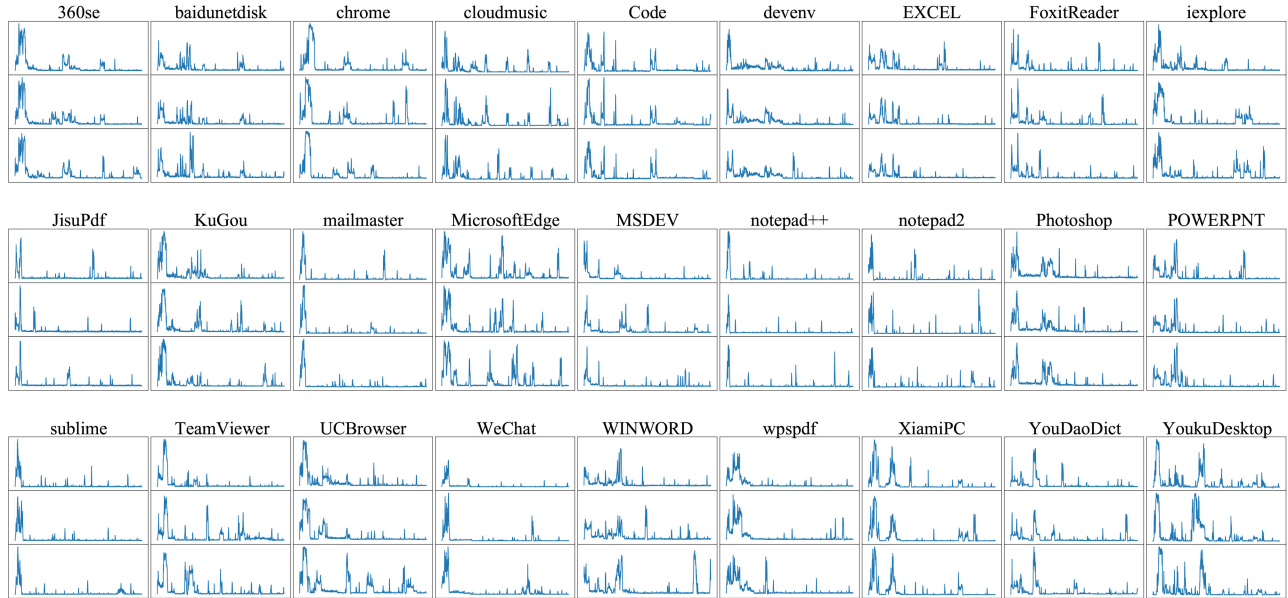 360se baidunetdisk chrome cloudmusic Code devenv EXCEL FoxitReader iexplore
JisuPdf KuGou mailmaster MicrosoftEdge MSDEV notepad++ notepad2 Photoshop POWERPNT
sublime TeamViewer UCBrowser WeChat WINWORD wpspdf XiamiPC YouDaoDict YoukuDesktop